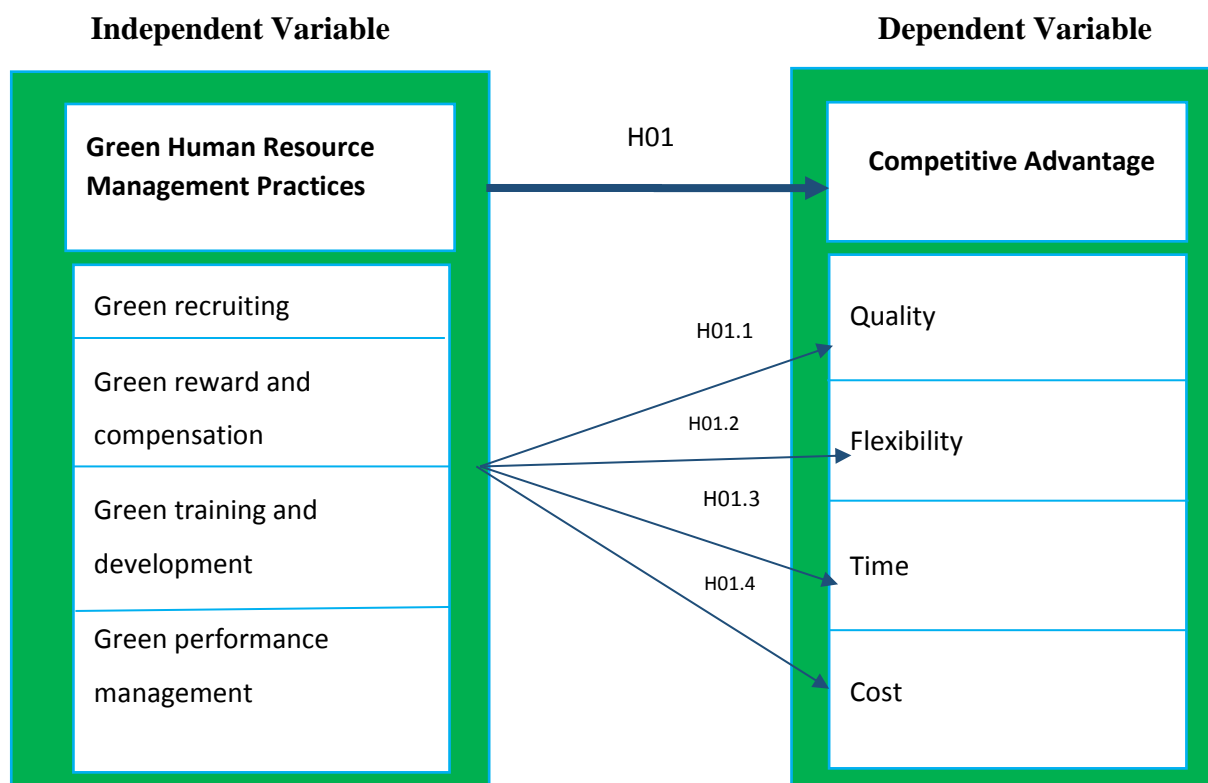 Independent Variable
Dependent Variable
Green Human Resource
Management Practices
H01
Competitive Advantage
Green recruiting
Green reward and
compensation
Green training and
development
Green performance
management
H01.1
H01.2
H01.3
H01.4
Quality
Flexibility
Time
Cost